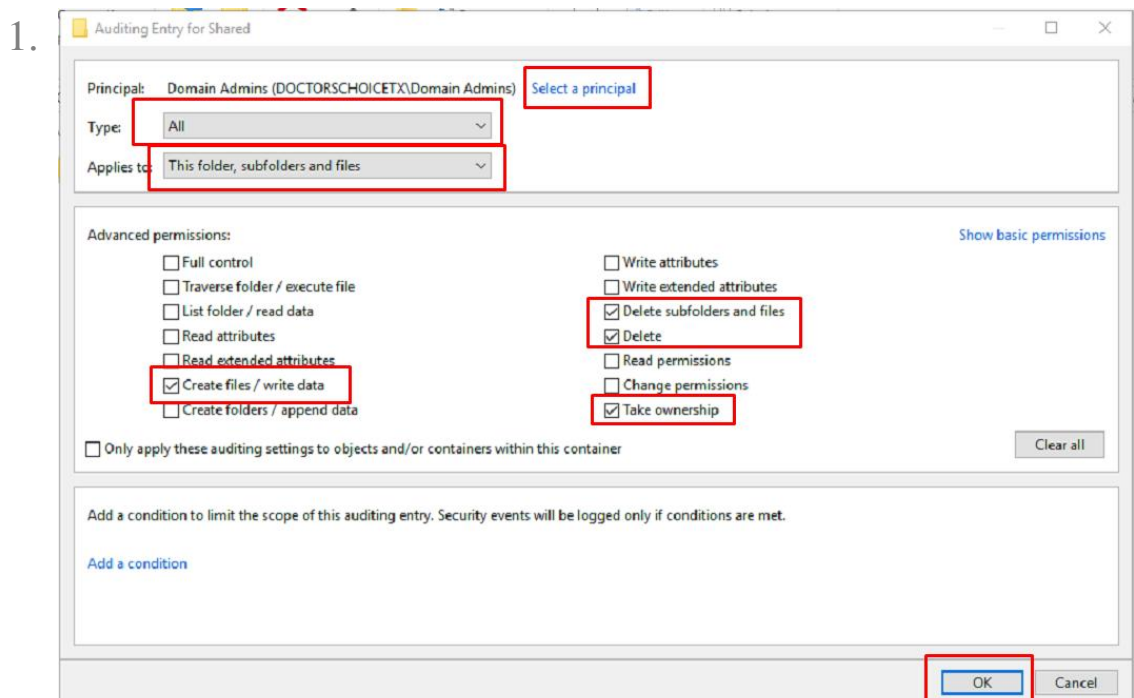 1.
Auditing Entry for Shared
Principal: Domain Admins (DOCTORSCHOICETX\Domain Admins) Select a principal
Type: All
Applies to: This folder, subfolders and files
Advanced permissions:
Show basic permissions
Full control
Traverse folder / execute file
List folder / read data
Read attributes
Read extended attributes
Create files / write data
Create folders / append data
Write attributes
Write extended attributes
Delete subfolders and files
Delete
Read permissions
Change permissions
Take ownership
Only apply these auditing settings to objects and/or containers within this container
Clear all
Add a condition to limit the scope of this auditing entry. Security events will be logged only if conditions are met.
Add a condition
OK Cancel